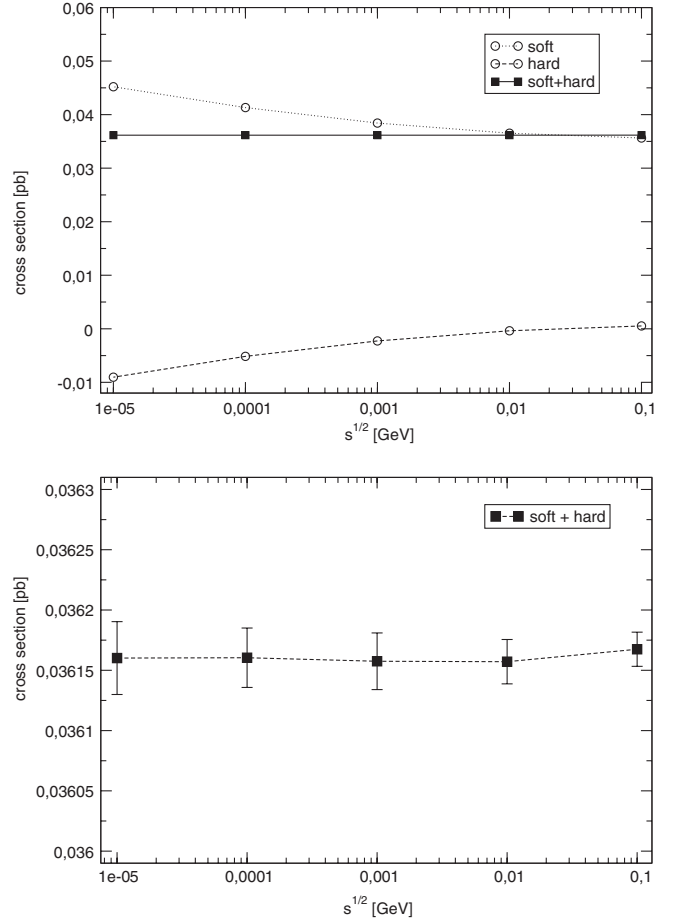 0,06
0,05
0,04
0,03
0,02
0,01
0
-0,01
cross section [pb]
soft
hard
soft+hard
1e-05 0,0001 0,001 0,01 0,1
s^1/2 [GeV]
0,0363
0,03625
0,0362
0,03615
0,0361
0,03605
0,036
cross section [pb]
soft + hard
1e-05 0,0001 0,001 0,01 0,1
s^1/2 [GeV]